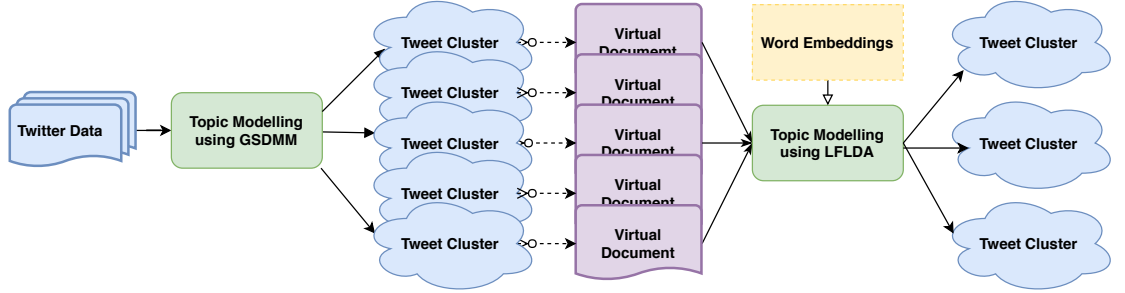 Twitter Data
Topic Modelling
using GSDMM
Tweet Cluster
Tweet Cluster
Tweet Cluster
Tweet Cluster
Tweet Cluster
Virtual
Documemt
Virtual
Document
Virtual
Document
Virtual
Document
Virtual
Document
Word Embeddings
Topic Modelling
using LFLDA
Tweet Cluster
Tweet Cluster
Tweet Cluster